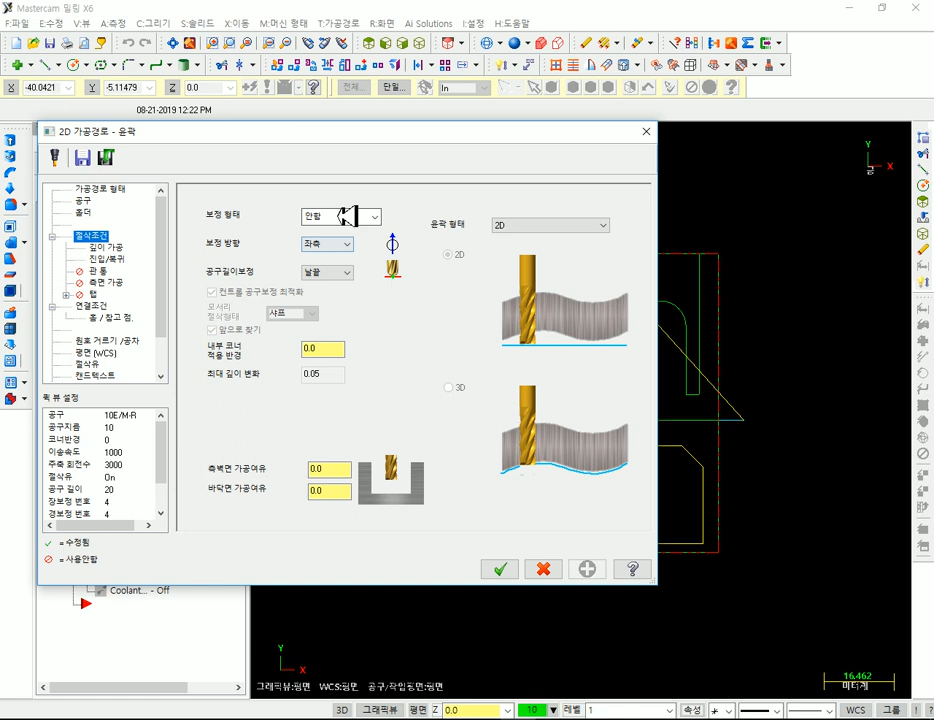 Mastercam 밀링 X6
F:파일 E:수정 V:뷰 A:측정 C:그리기 S:솔리드 X:이동 M:머신 형태 T:가공경로 R:화면 Ai Solutions I:설정 H:도움말
X -40.0421 Y -5.11479 Z 0.0 전체... 단일... In
08-21-2019 12:22 PM
2D 가공경로 - 윤곽
가공경로 형태
공구
홀더
절삭조건
깊이 가공
진입/복귀
관 통
측면 가공
탭
연결조건
홈 / 참고 점.
원호 거르기 /공차
평면 (WCS)
절삭유
캔드텍스트
보정 형태 안함
보정 방향 좌측
공구길이보정 날끝
컨트롤 공구보정 최적화
모서리
절삭형태 샤프
앞으로 찾기
내부 코너
적용 반경 0.0
최대 깊이 변화 0.05
측벽면 가공여유 0.0
바닥면 가공여유 0.0
윤곽 형태 2D
2D
3D
퀵 뷰 설정
공구 10E/M-R
공구지름 10
코너반경 0
이송속도 1000
주축 회전수 3000
절삭유 On
공구 길이 20
장보정 번호 4
경보정 번호 4
= 수정됨
= 사용안함
Coolant... - Off
Y
X
Y
X
그래픽뷰:평면 WCS:평면 공구/작업평면:평면
16.462
미터계
3D 그래픽뷰 평면 Z 0.0 10 레벨 1 속성 WCS 그룹 ! ?